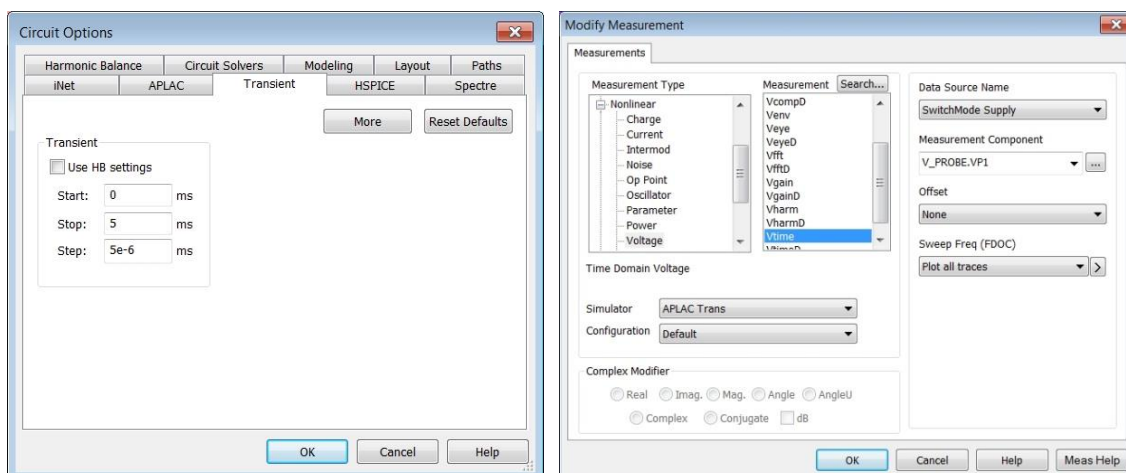 Circuit Options
Harmonic Balance Circuit Solvers Modeling Layout Paths
iNet APLAC Transient HSPICE Spectre
More Reset Defaults
Transient
Use HB settings
Start: 0 ms
Stop: 5 ms
Step: 5e-6 ms
OK Cancel Help
Modify Measurement
Measurements
Measurement Type
Nonlinear
Charge
Current
Intermod
Noise
Op Point
Oscillator
Parameter
Power
Voltage
Measurement Search...
VcompD
Venv
Veye
VeyeD
Vfft
VfftD
Vgain
VgainD
Vharm
VharmD
Vtime
VtimeD
Data Source Name
SwitchMode Supply
Measurement Component
V_PROBE.VP1 ...
Offset
None
Sweep Freq (FDOC)
Plot all traces >
Time Domain Voltage
Simulator APLAC Trans
Configuration Default
Complex Modifier
Real Imag. Mag. Angle AngleU
Complex Conjugate dB
OK Cancel Help Meas Help